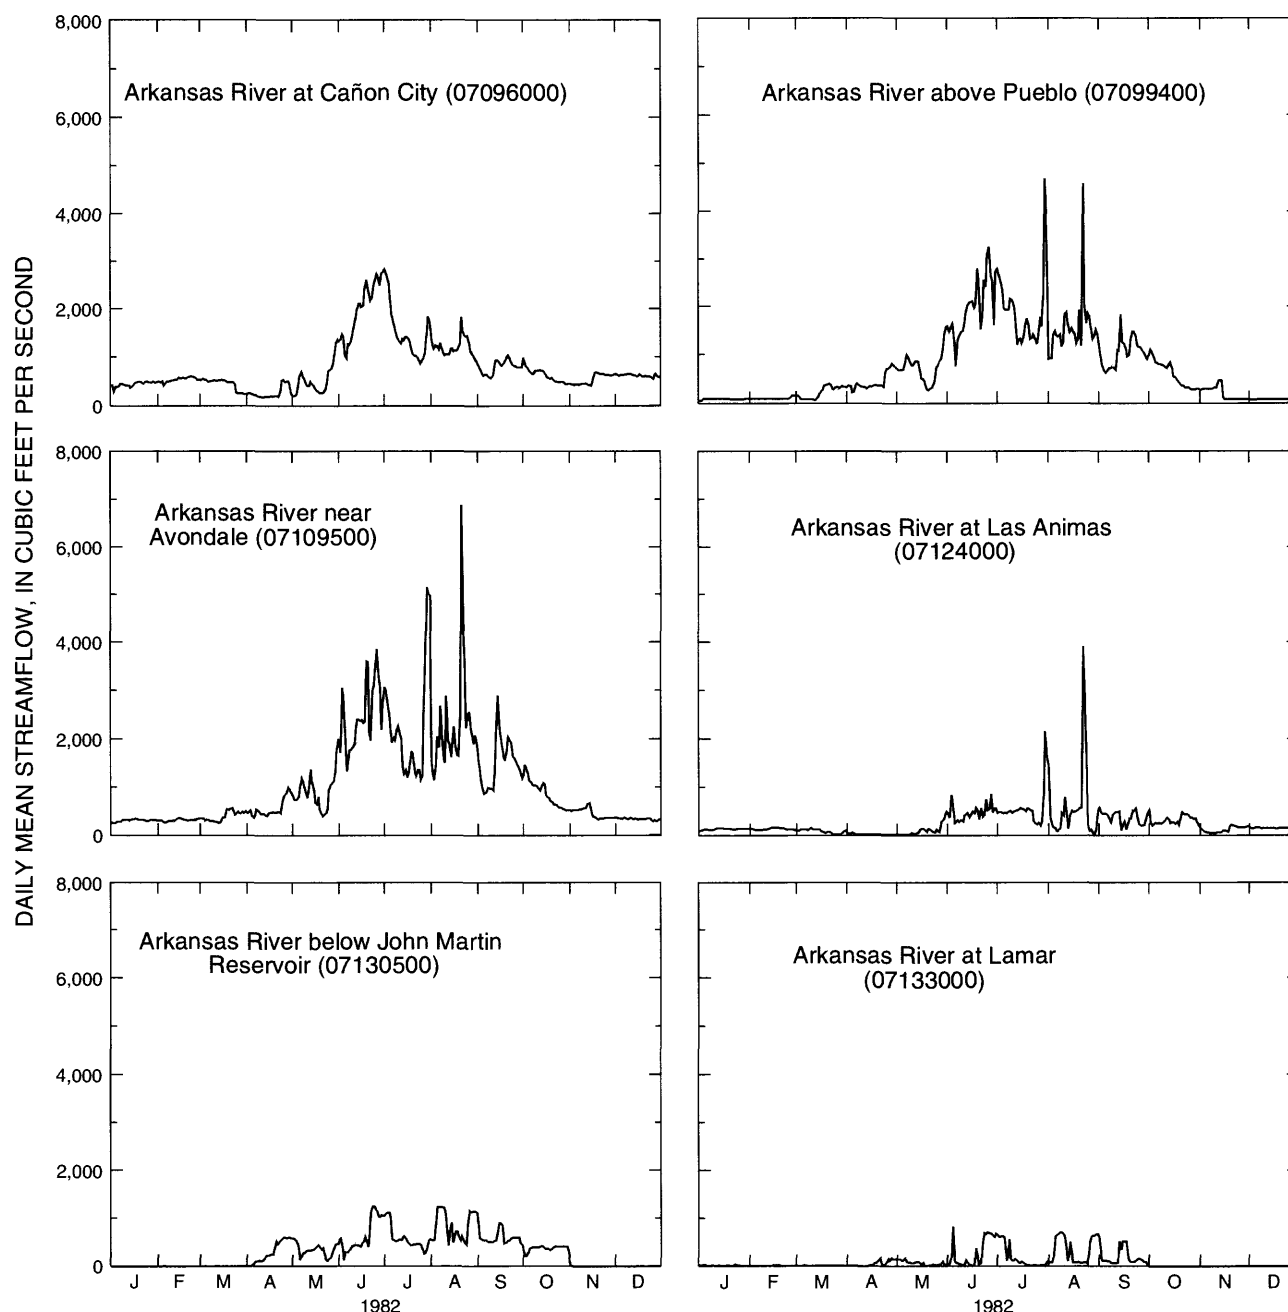 DAILY MEAN STREAMFLOW, IN CUBIC FEET PER SECOND
8,000
6,000
4,000
2,000
0
Arkansas River at Cañon City (07096000)
Arkansas River above Pueblo (07099400)
8,000
6,000
4,000
2,000
0
Arkansas River near
Avondale (07109500)
Arkansas River at Las Animas
(07124000)
8,000
6,000
4,000
2,000
0
Arkansas River below John Martin
Reservoir (07130500)
Arkansas River at Lamar
(07133000)
J F M A M J J A S O N D
1982
J F M A M J J A S O N D
1982